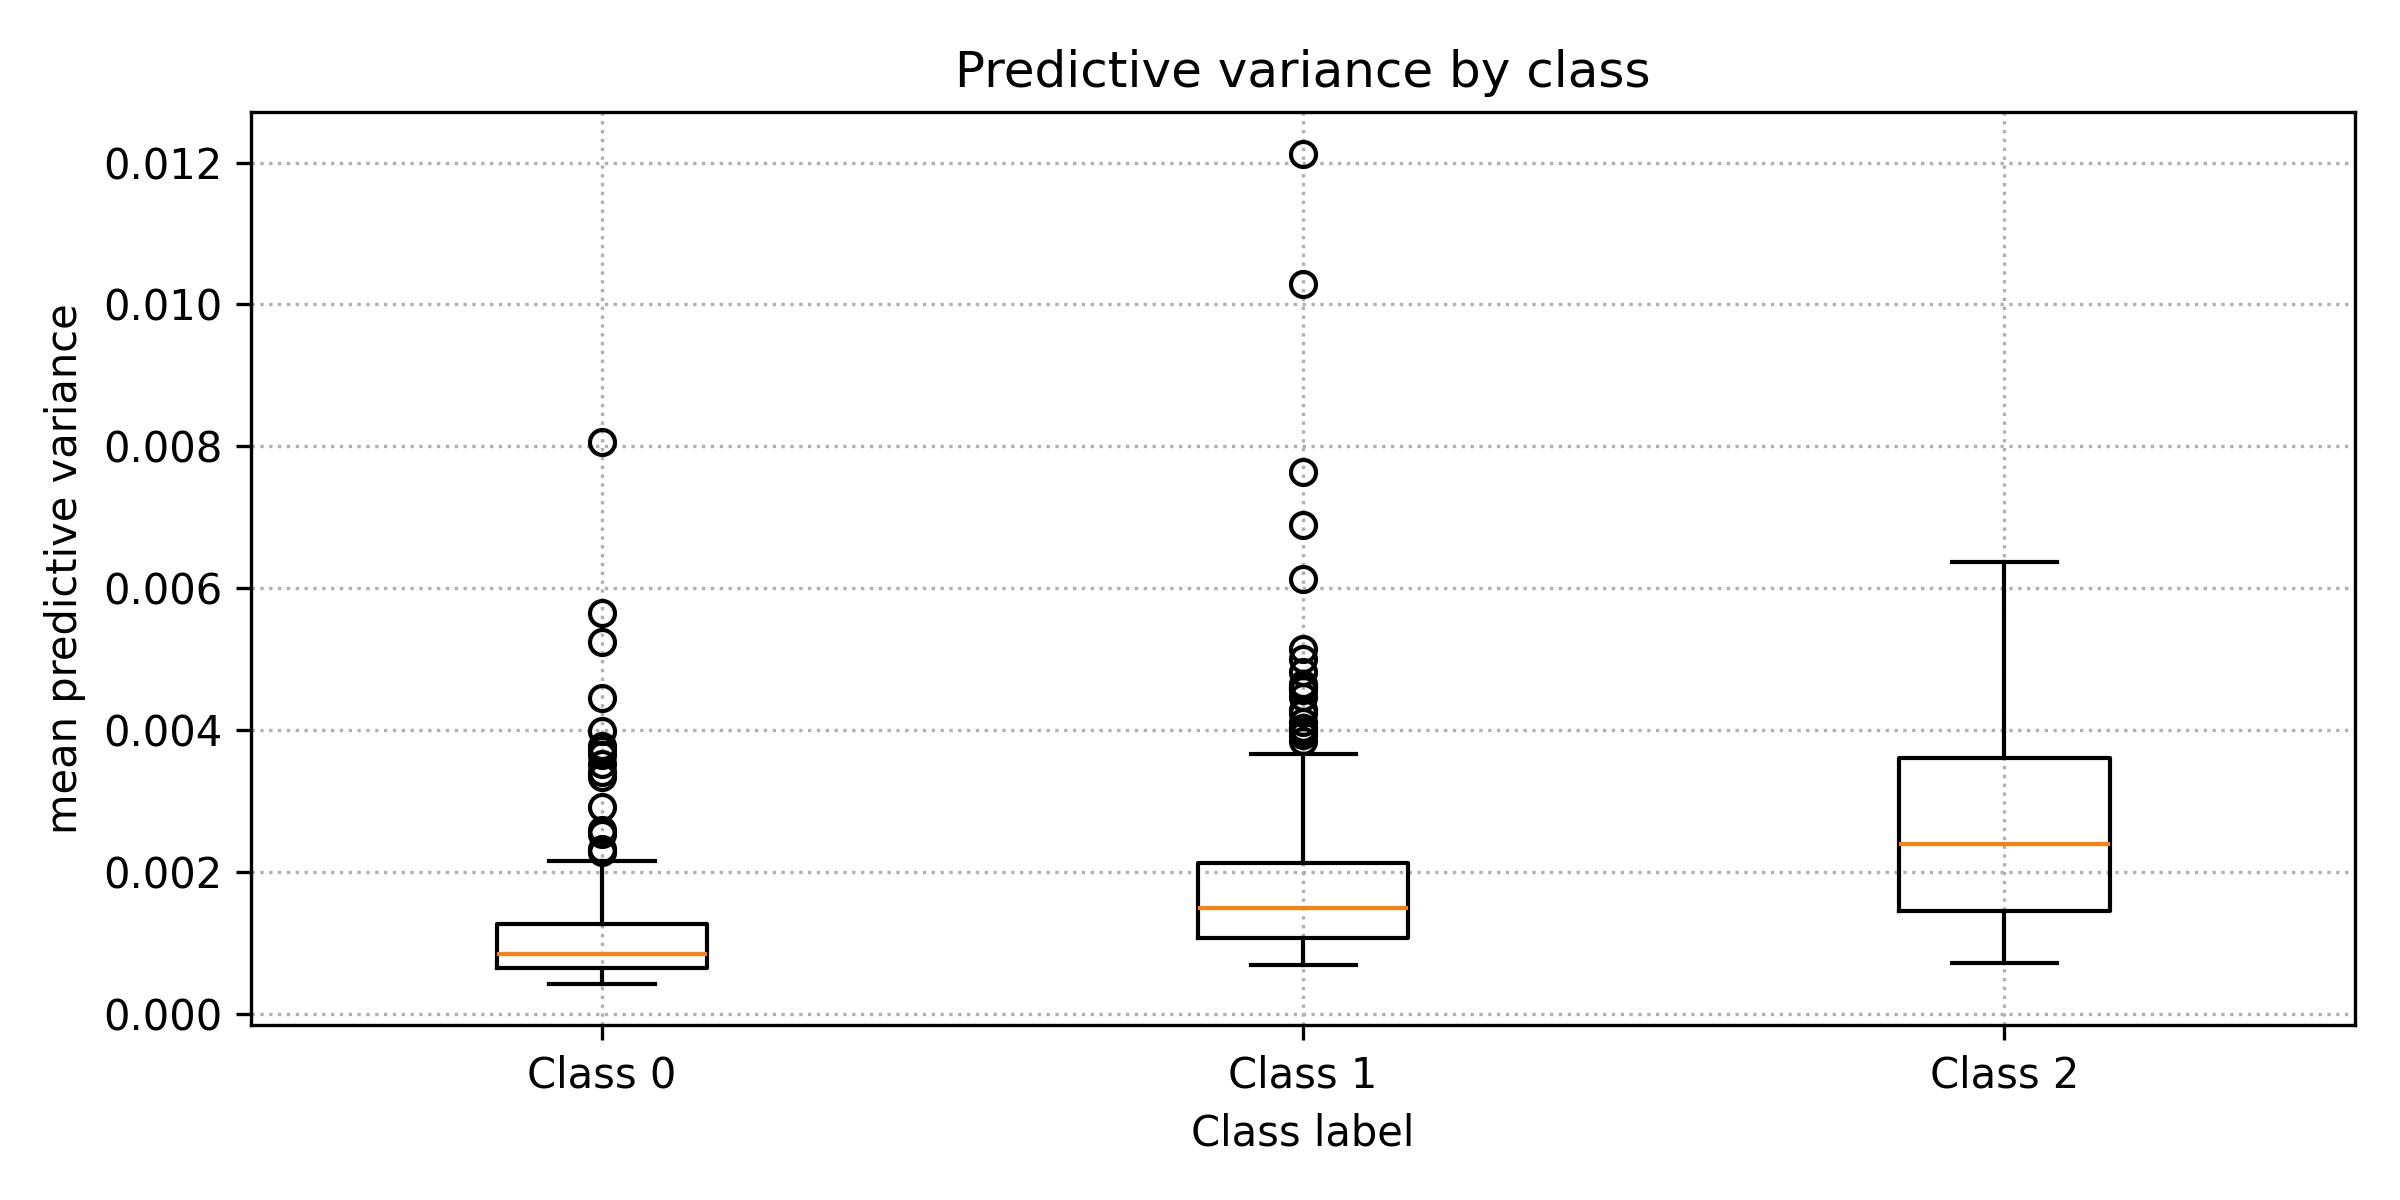 Predictive variance by class
mean predictive variance
0.012
0.010
0.008
0.006
0.004
0.002
0.000
Class 0
Class 1
Class 2
Class label